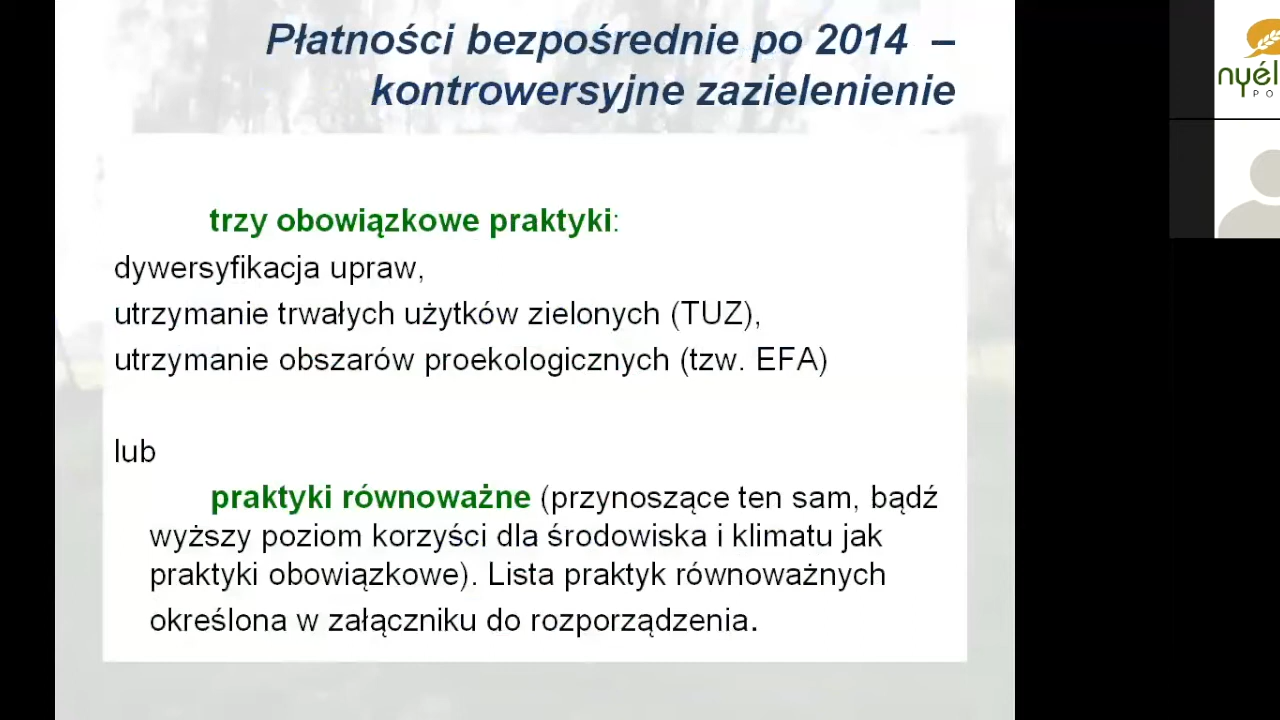 Płatności bezpośrednie po 2014 –
kontrowersyjne zazielenienie
trzy obowiązkowe praktyki:
dywersyfikacja upraw,
utrzymanie trwałych użytków zielonych (TUZ),
utrzymanie obszarów proekologicznych (tzw. EFA)
lub
praktyki równoważne (przynoszące ten sam, bądź
wyższy poziom korzyści dla środowiska i klimatu jak
praktyki obowiązkowe). Lista praktyk równoważnych
określona w załączniku do rozporządzenia.
nyél
PO